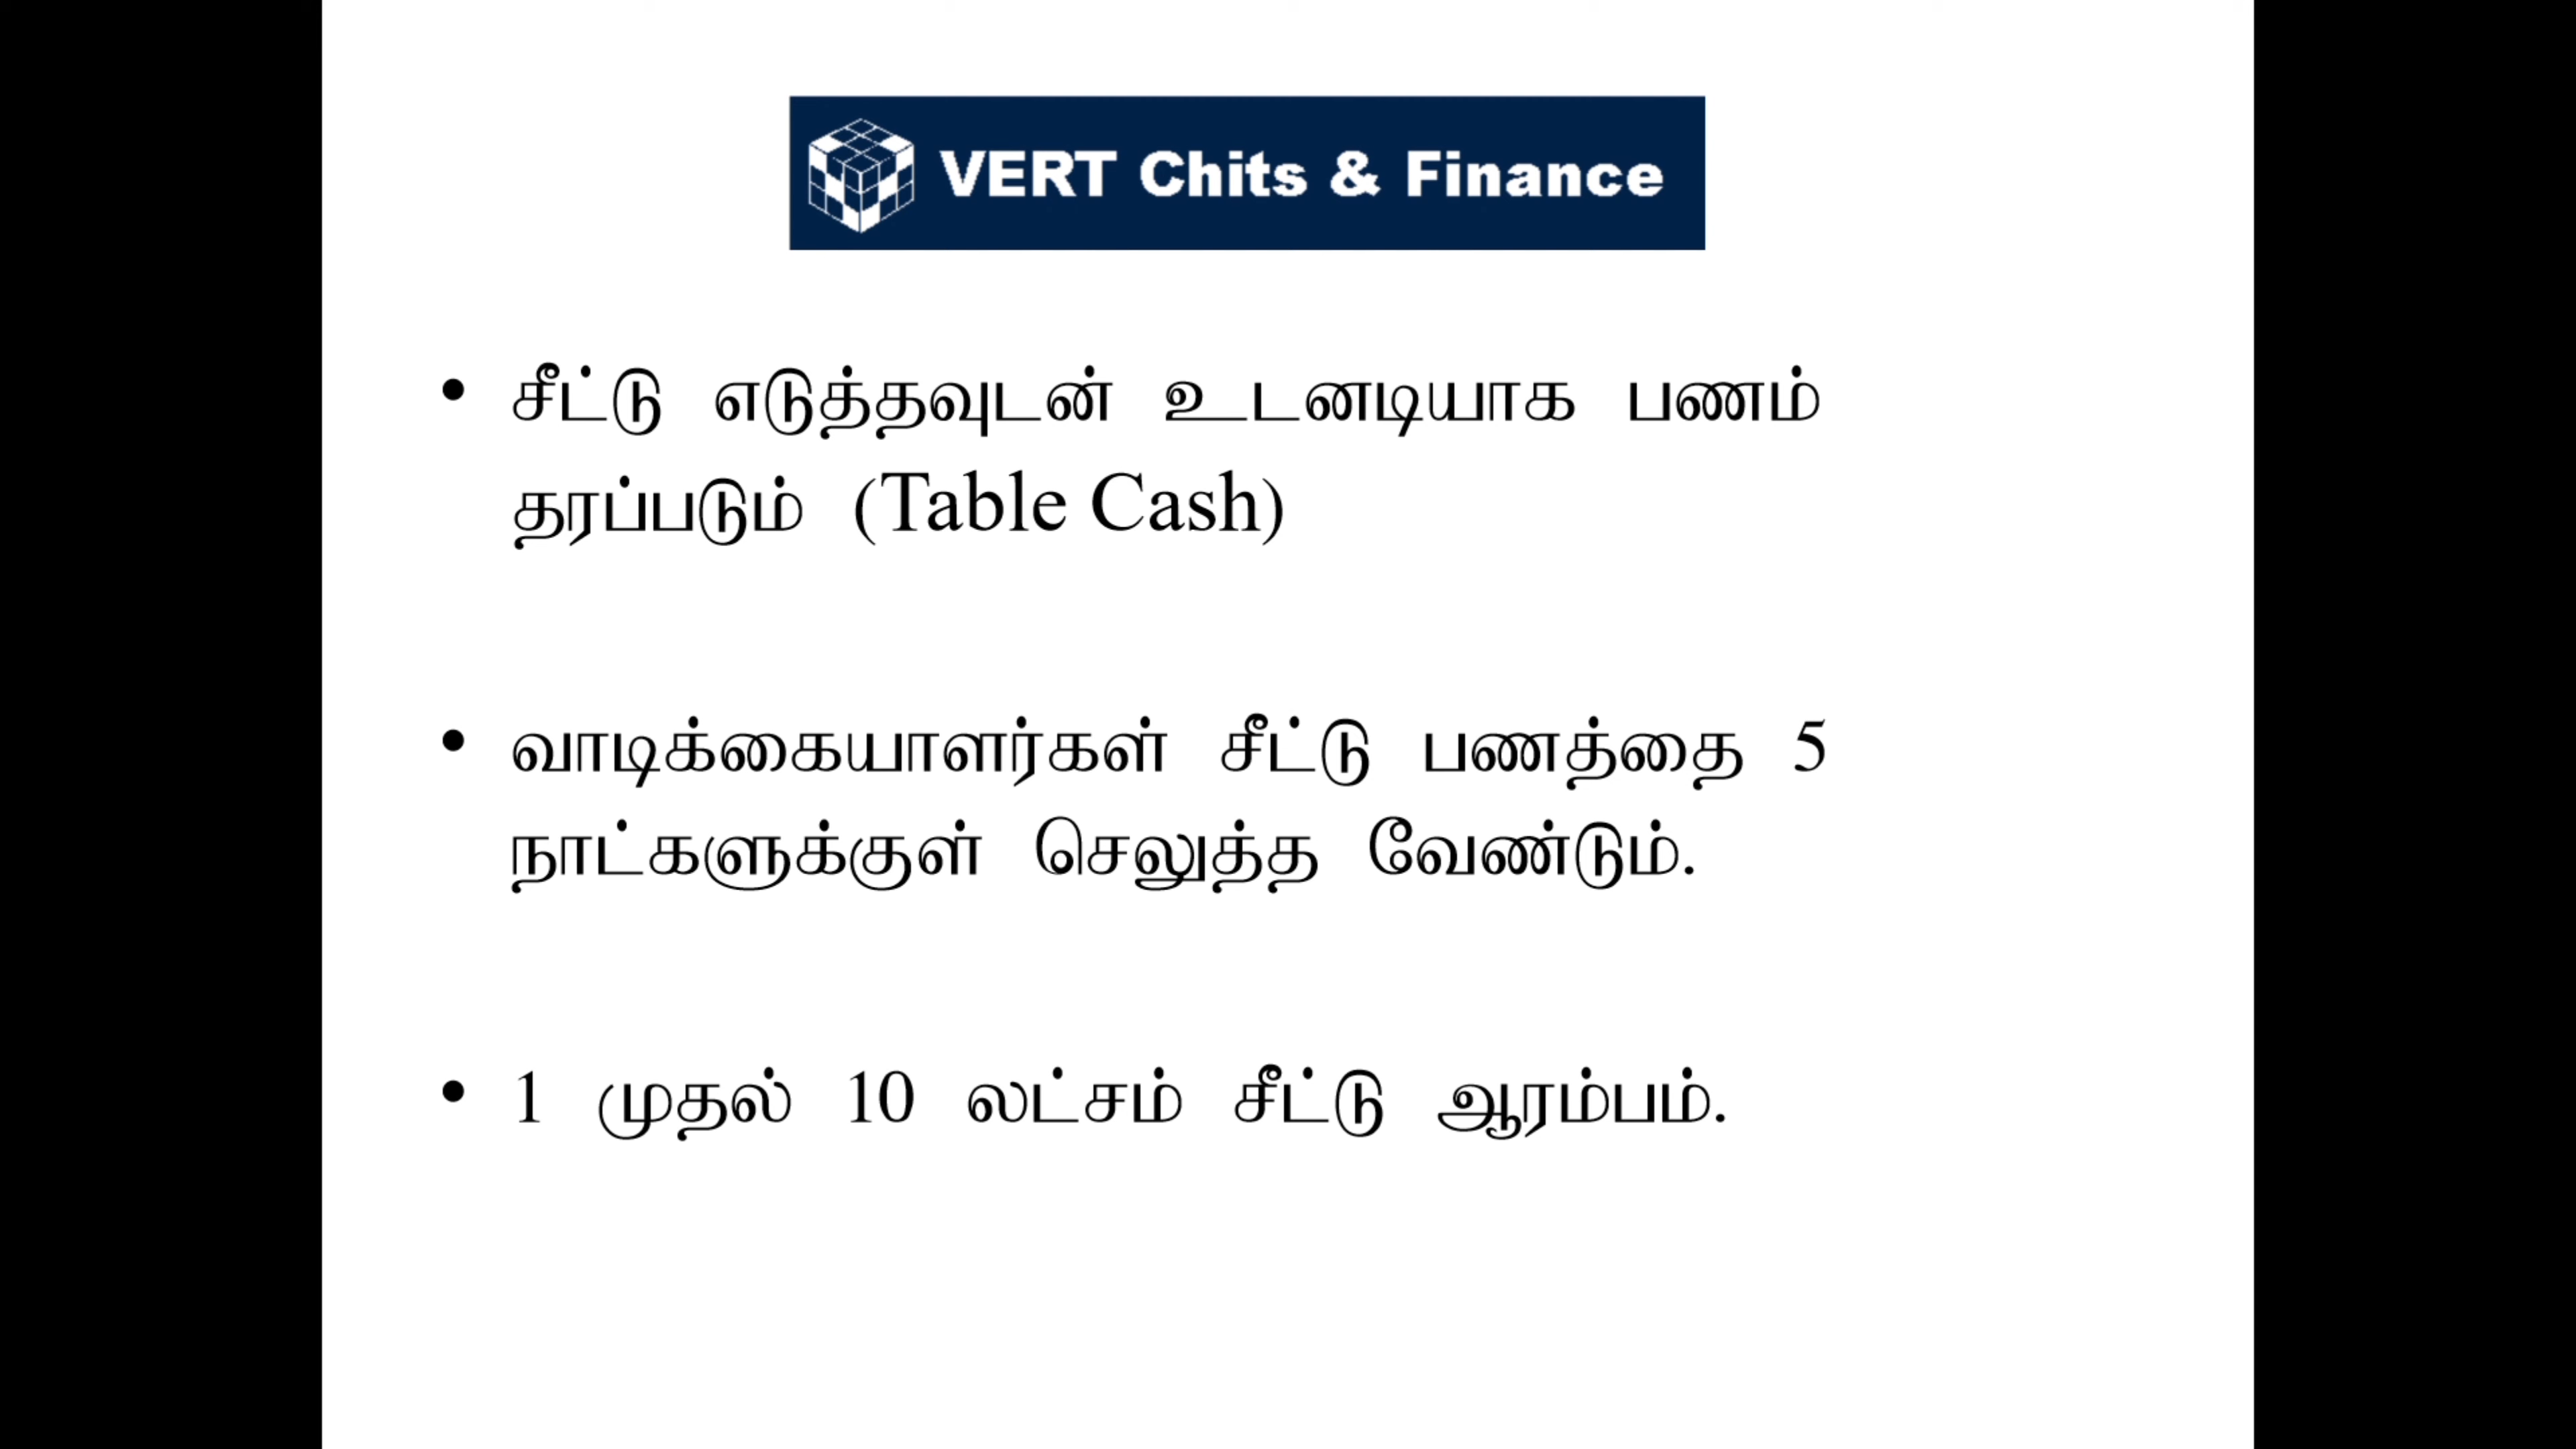 VERT Chits & Finance
• சீட்டு எடுத்தவுடன் உடனடியாக பணம்
தரப்படும் (Table Cash)
• வாடிக்கையாளர்கள் சீட்டு பணத்தை 5
நாட்களுக்குள் செலுத்த வேண்டும்.
• 1 முதல் 10 லட்சம் சீட்டு ஆரம்பம்.